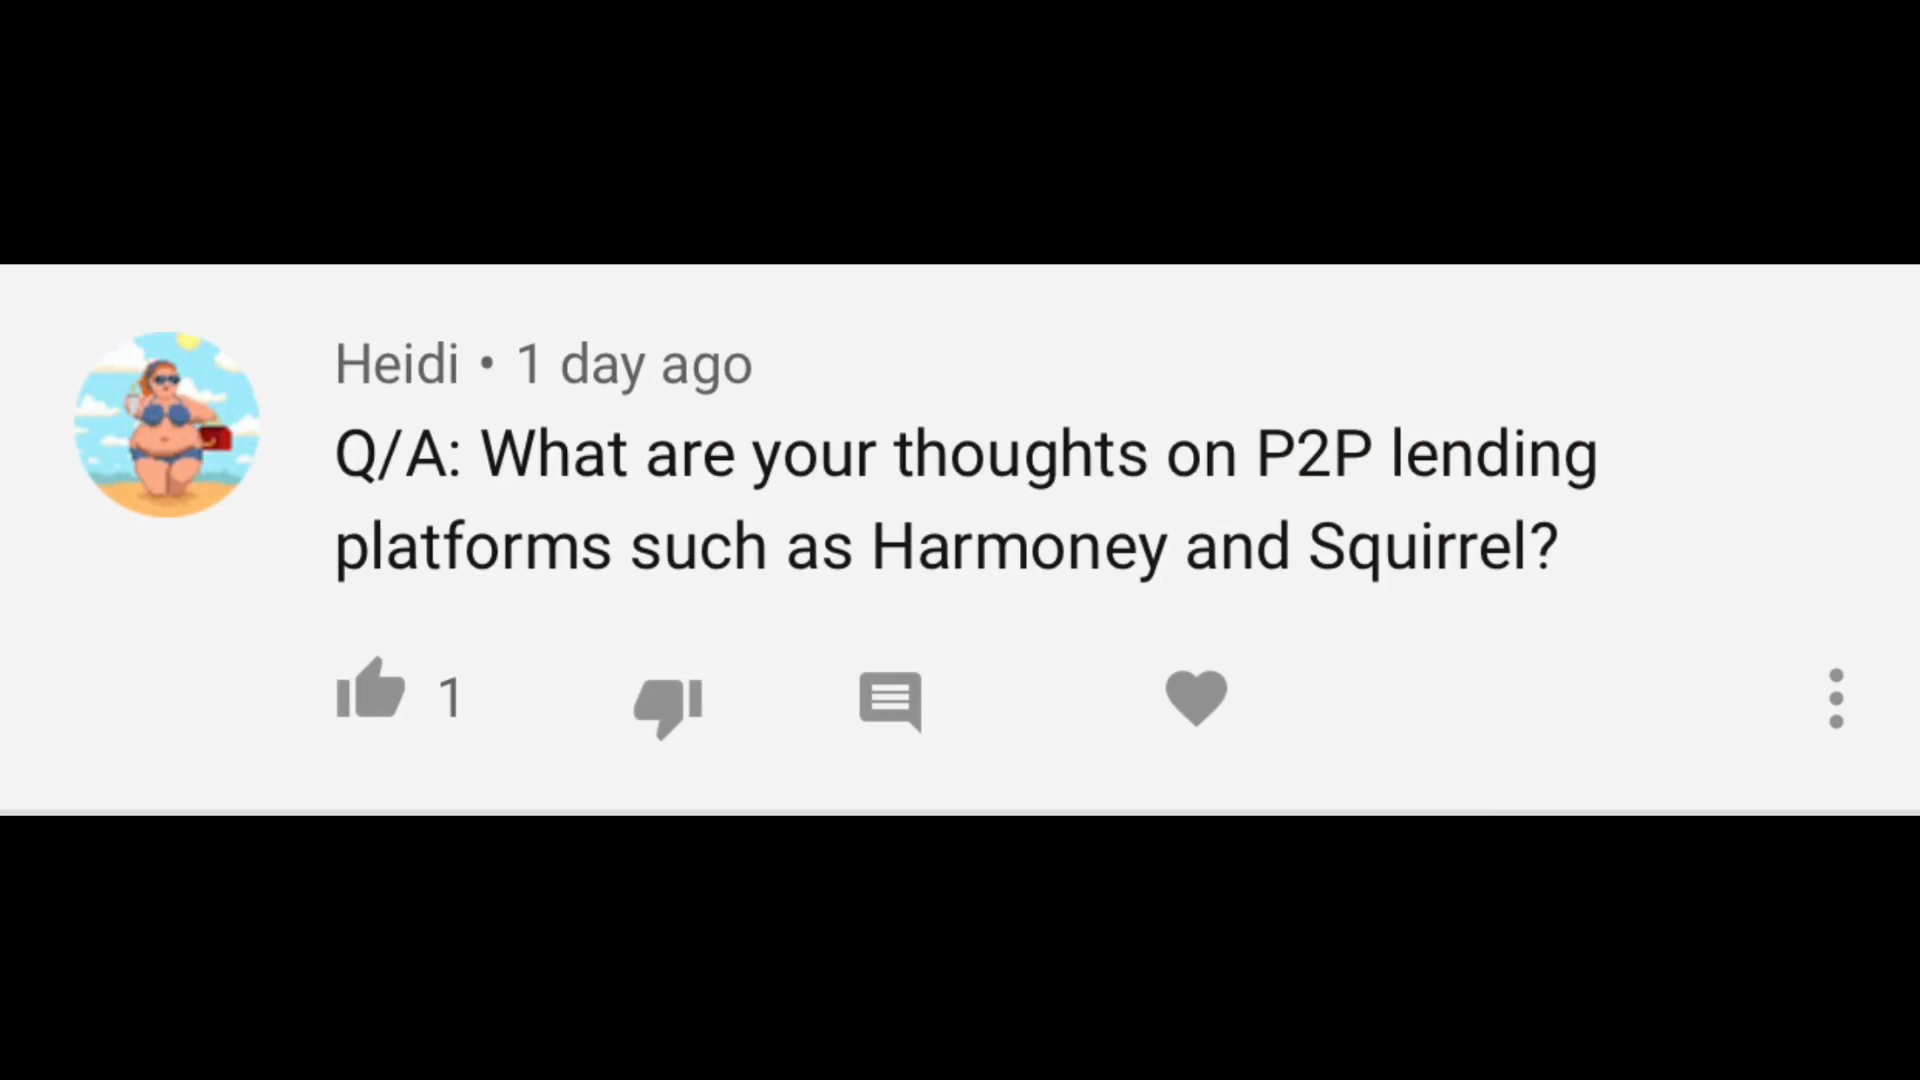 Heidi • 1 day ago
Q/A: What are your thoughts on P2P lending
platforms such as Harmoney and Squirrel?
1